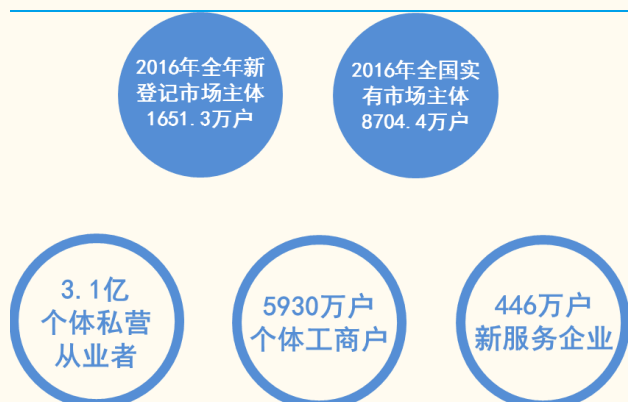 2016年全年新
登记市场主体
1651.3万户
2016年全国实
有市场主体
8704.4万户
3.1亿
个体私营
从业者
5930万户
个体工商户
446万户
新服务企业